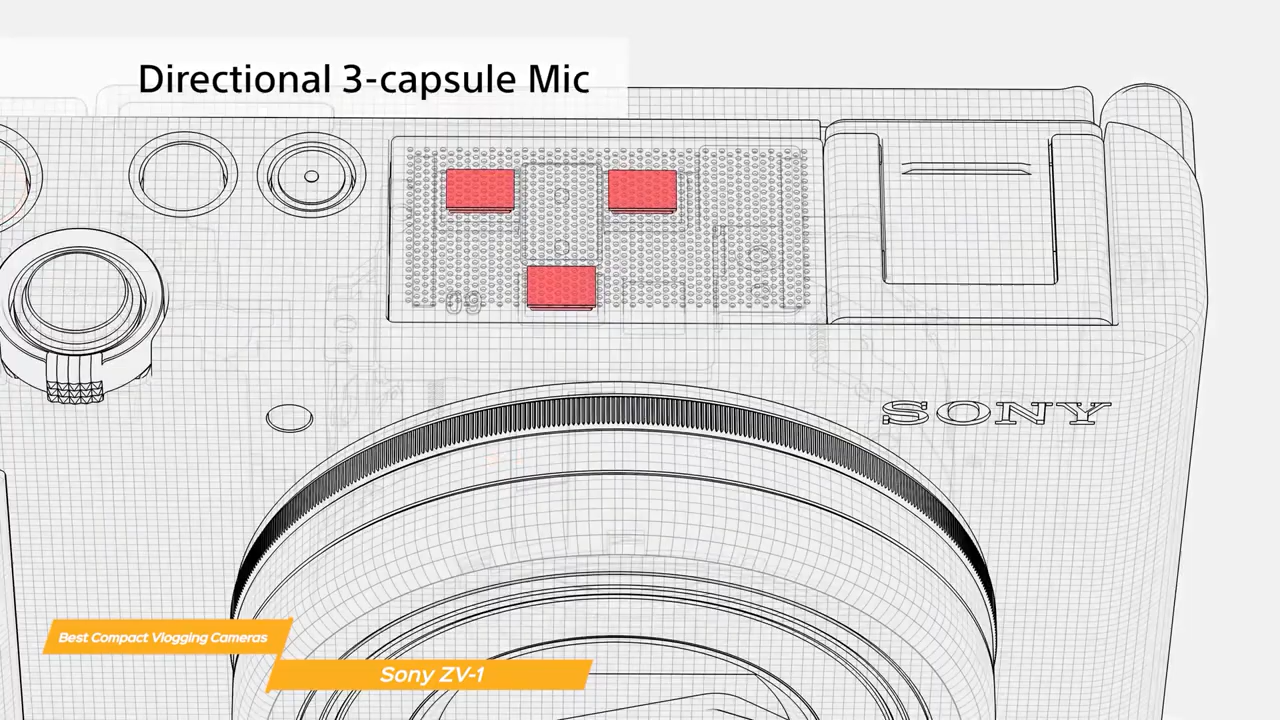 Directional 3-capsule Mic
SONY
Best Compact Vlogging Cameras
Sony ZV-1